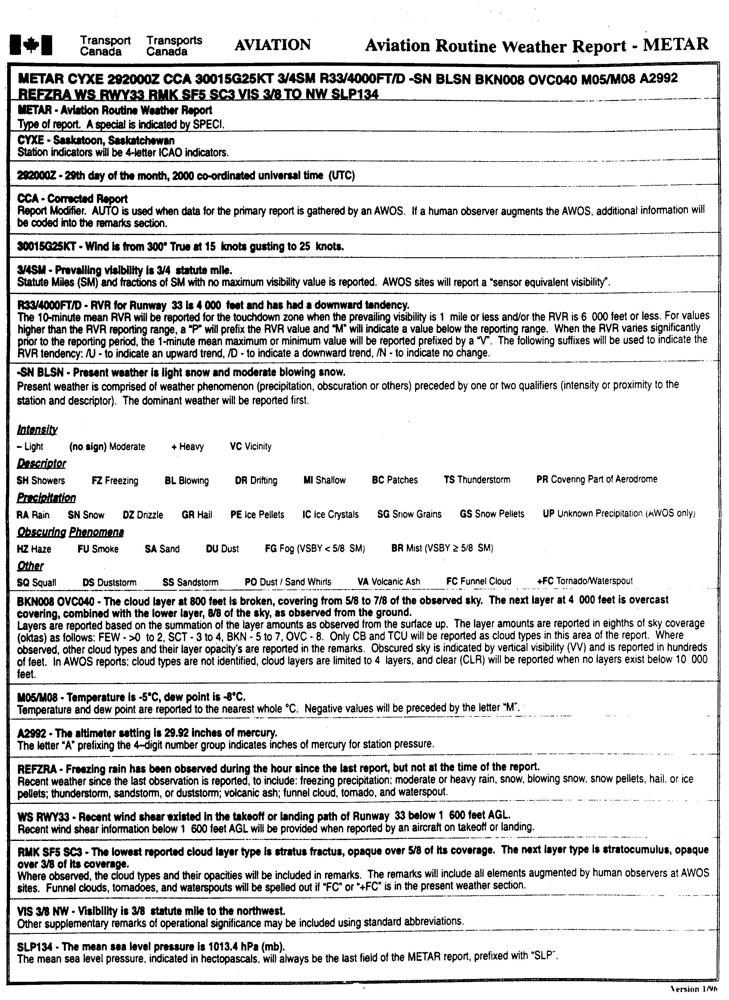 Transport Canada
Transports Canada
AVIATION
Aviation Routine Weather Report - METAR
METAR CYXE 292000Z CCA 30015G25KT 3/4SM R33/4000FT/D -SN BLSN BKN008 OVC040 M05/M08 A2992
REFZRA WS RWY33 RMK SF5 SC3 VIS 3/8 TO NW SLP134
METAR - Aviation Routine Weather Report
Type of report. A special is indicated by SPECI.
CYXE - Saskatoon, Saskatchewan
Station indicators will be 4-letter ICAO indicators.
292000Z - 29th day of the month, 2000 co-ordinated universal time (UTC)
CCA - Corrected Report
Report Modifier. AUTO is used when data for the primary report is gathered by an AWOS. If a human observer augments the AWOS, additional information will
be coded into the remarks section.
30015G25KT - Wind is from 300° True at 15 knots gusting to 25 knots.
3/4SM - Prevailing visibility is 3/4 statute mile.
Statute Miles (SM) and fractions of SM with no maximum visibility value is reported. AWOS sites will report a "sensor equivalent visibility".
R33/4000FT/D - RVR for Runway 33 is 4 000 feet and has had a downward tendency.
The 10-minute mean RVR will be reported for the touchdown zone when the prevailing visibility is 1 mile or less and/or the RVR is 6 000 feet or less. For values
higher than the RVR reporting range, a "P" will prefix the RVR value and "M" will indicate a value below the reporting range. When the RVR varies significantly
prior to the reporting period, the 1-minute mean maximum or minimum value will be reported prefixed by a "V". The following suffixes will be used to indicate the
RVR tendency: /U - to indicate an upward trend, /D - to indicate a downward trend, /N - to indicate no change.
-SN BLSN - Present weather is light snow and moderate blowing snow.
Present weather is comprised of weather phenomenon (precipitation, obscuration or others) preceded by one or two qualifiers (intensity or proximity to the
station and descriptor). The dominant weather will be reported first.
Intensity
– Light (no sign) Moderate + Heavy VC Vicinity
Descriptor
SH Showers FZ Freezing BL Blowing DR Drifting MI Shallow BC Patches TS Thunderstorm PR Covering Part of Aerodrome
Precipitation
RA Rain SN Snow DZ Drizzle GR Hail PE Ice Pellets IC Ice Crystals SG Snow Grains GS Snow Pellets UP Unknown Precipitation (AWOS only)
Obscuring Phenomena
HZ Haze FU Smoke SA Sand DU Dust FG Fog (VSBY < 5/8 SM) BR Mist (VSBY ≥ 5/8 SM)
Other
SQ Squall DS Duststorm SS Sandstorm PO Dust / Sand Whirls VA Volcanic Ash FC Funnel Cloud +FC Tornado/Waterspout
BKN008 OVC040 - The cloud layer at 800 feet is broken, covering from 5/8 to 7/8 of the observed sky. The next layer at 4 000 feet is overcast
covering, combined with the lower layer, 8/8 of the sky, as observed from the ground.
Layers are reported based on the summation of the layer amounts as observed from the surface up. The layer amounts are reported in eighths of sky coverage
(oktas) as follows: FEW - >0 to 2, SCT - 3 to 4, BKN - 5 to 7, OVC - 8. Only CB and TCU will be reported as cloud types in this area of the report. Where
observed, other cloud types and their layer opacity's are reported in the remarks. Obscured sky is indicated by vertical visibility (VV) and is reported in hundreds
of feet. In AWOS reports; cloud types are not identified, cloud layers are limited to 4 layers, and clear (CLR) will be reported when no layers exist below 10 000
feet.
M05/M08 - Temperature is -5°C, dew point is -8°C.
Temperature and dew point are reported to the nearest whole °C. Negative values will be preceded by the letter "M".
A2992 - The altimeter setting is 29.92 inches of mercury.
The letter "A" prefixing the 4–digit number group indicates inches of mercury for station pressure.
REFZRA - Freezing rain has been observed during the hour since the last report, but not at the time of the report.
Recent weather since the last observation is reported, to include: freezing precipitation; moderate or heavy rain, snow, blowing snow, snow pellets, hail, or ice
pellets; thunderstorm, sandstorm, or duststorm; volcanic ash; funnel cloud, tornado, and waterspout.
WS RWY33 - Recent wind shear existed in the takeoff or landing path of Runway 33 below 1 600 feet AGL.
Recent wind shear information below 1 600 feet AGL will be provided when reported by an aircraft on takeoff or landing.
RMK SF5 SC3 - The lowest reported cloud layer type is stratus fractus, opaque over 5/8 of its coverage. The next layer type is stratocumulus, opaque
over 3/8 of its coverage.
Where observed, the cloud types and their opacities will be included in remarks. The remarks will include all elements augmented by human observers at AWOS
sites. Funnel clouds, tornadoes, and waterspouts will be spelled out if "FC" or "+FC" is in the present weather section.
VIS 3/8 NW - Visibility is 3/8 statute mile to the northwest.
Other supplementary remarks of operational significance may be included using standard abbreviations.
SLP134 - The mean sea level pressure is 1013.4 hPa (mb).
The mean sea level pressure, indicated in hectopascals, will always be the last field of the METAR report, prefixed with "SLP".
Version 1/96